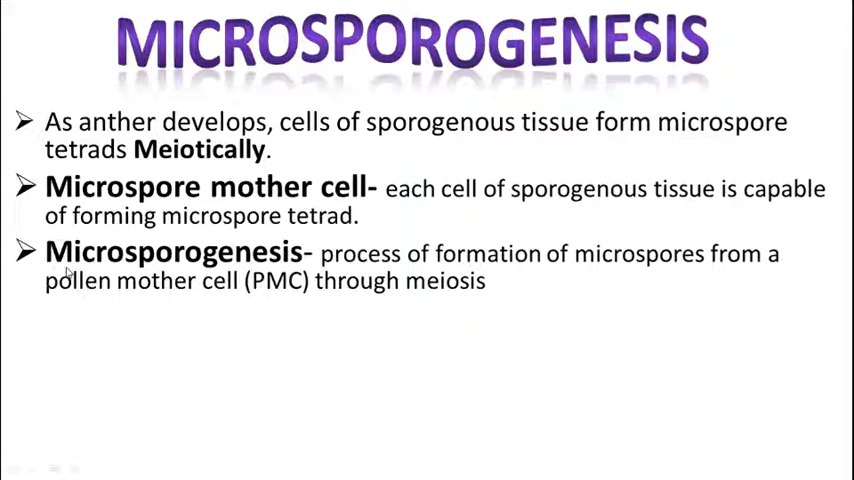 MICROSPOROGENESIS
➢ As anther develops, cells of sporogenous tissue form microspore
tetrads Meiotically.
➢ Microspore mother cell- each cell of sporogenous tissue is capable
of forming microspore tetrad.
➢ Microsporogenesis- process of formation of microspores from a
pollen mother cell (PMC) through meiosis